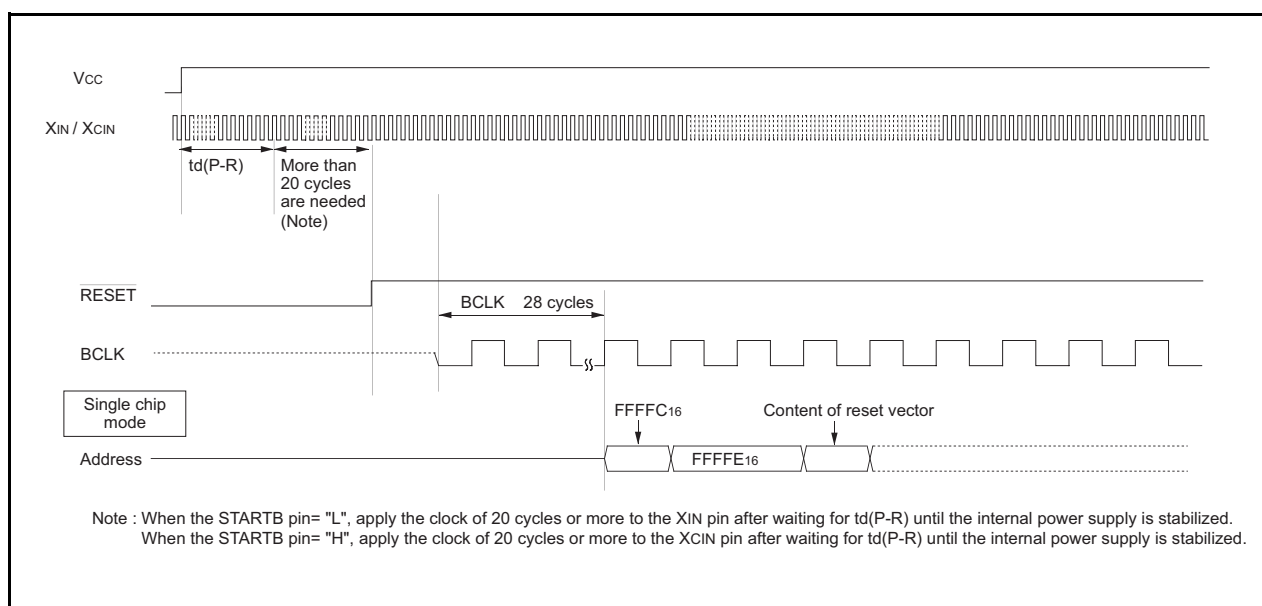 VCC
XIN / XCIN
td(P-R)
More than
20 cycles
are needed
(Note)
RESET
BCLK 28 cycles
BCLK
Single chip
mode
FFFFC16
Content of reset vector
Address
FFFFE16
Note : When the STARTB pin= "L", apply the clock of 20 cycles or more to the XIN pin after waiting for td(P-R) until the internal power supply is stabilized.
When the STARTB pin= "H", apply the clock of 20 cycles or more to the XCIN pin after waiting for td(P-R) until the internal power supply is stabilized.